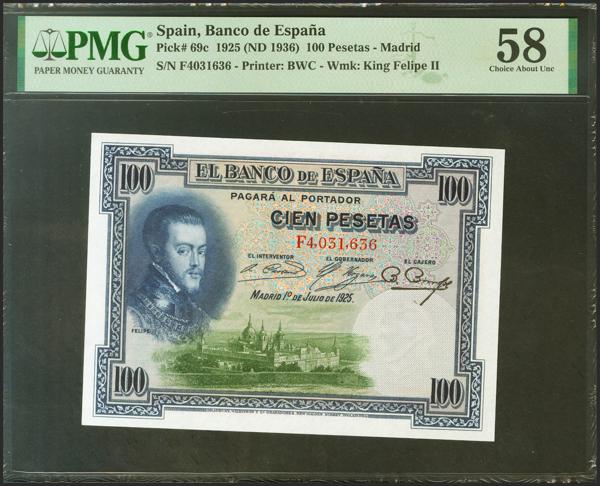 PMG
PAPER MONEY GUARANTY
Spain, Banco de España
Pick# 69c 1925 (ND 1936) 100 Pesetas - Madrid
S/N F4031636 - Printer: BWC - Wmk: King Felipe II
58
Choice About Unc
100
EL BANCO DE ESPAÑA
100
PAGARÁ AL PORTADOR
CIEN PESETAS
F4,031,636
EL INTERVENTOR
EL GOBERNADOR
EL CAJERO
MADRID 1º DE JULIO DE 1925.
FELIPE
100
100